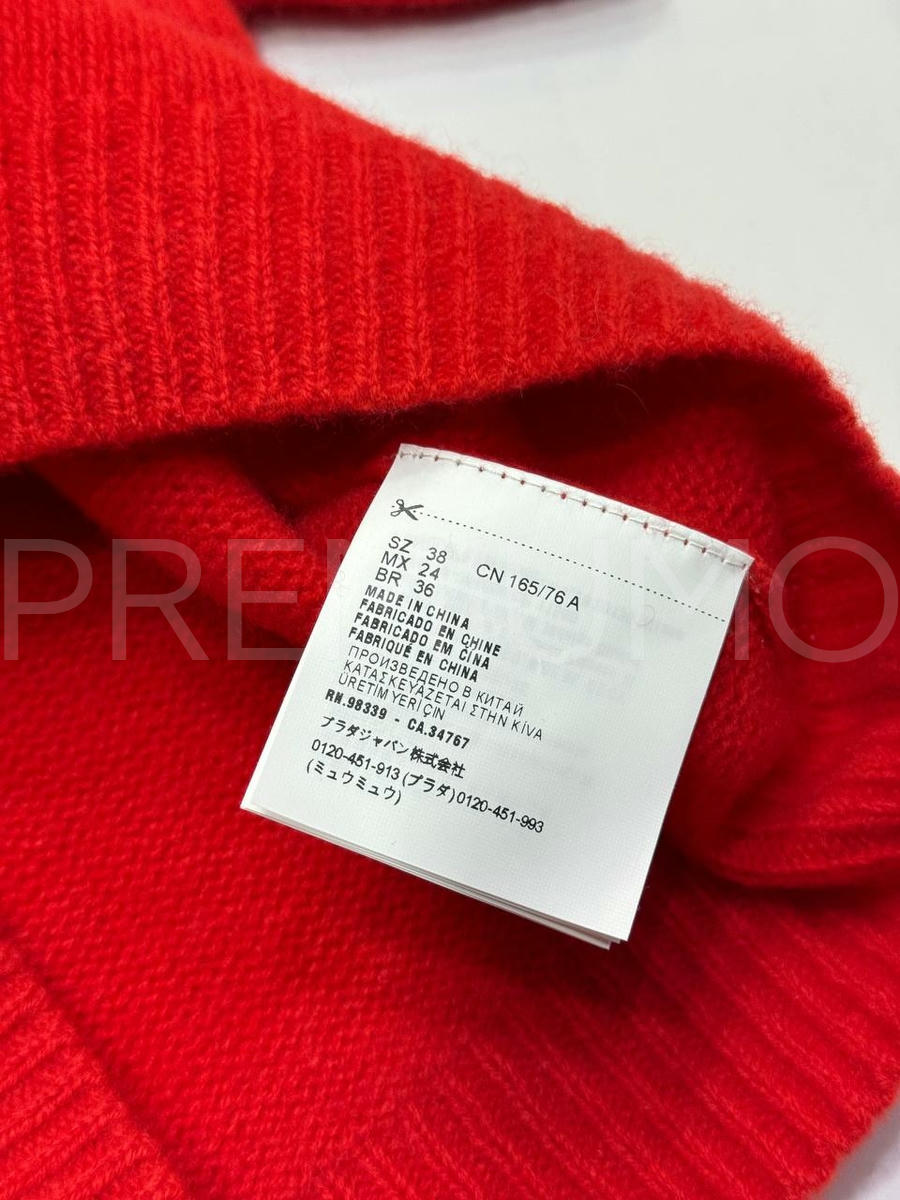 SZ 38
MX 24 CN 165/76 A
BR 36
MADE IN CHINA
FABRICADO EN CHINE
FABRICADO EM CINA
FABRIQUÉ EN CHINA
ПРОИЗВЕДЕНО В КИТАЙ
ΚΑΤΑΣΚΕΥΑΖΕΤΑΙ ΣΤΗΝ ΚΙΝΑ
ÜRETİM YERİ ÇIN
RN.98339 - CA.34767
プラダジャパン株式会社
0120-451-913 (プラダ)0120-451-993
(ミュウミュウ)